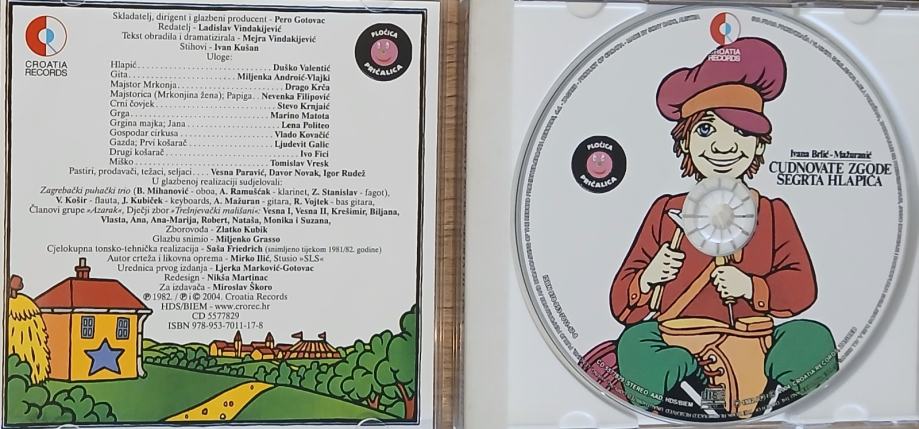 Skladatelj, dirigent i glazbeni producent - Pero Gotovac
Redatelj - Ladislav Vindakijević
Tekst obradila i dramatizirala - Mejra Vindakijević
Stihovi - Ivan Kušan
Uloge:
Hlapić Duško Valentić
Gita Miljenka Androić-Vlajki
Majstor Mrkonja Drago Krča
Majstorica (Mrkonjina žena); Papiga Nevenka Filipović
Crni čovjek Stevo Krnjaić
Grga Marino Matota
Grgina majka; Jana Lena Politeo
Gospodar cirkusa Vlado Kovačić
Gazda; Prvi košarač Ljudevit Galic
Drugi košarač Ivo Fici
Miško Tomislav Vresk
Pastiri, prodavači, težaci, seljaci Vesna Paravić, Davor Novak, Igor Rudež
U glazbenoj realizaciji sudjelovali:
Zagrebački puhački trio (B. Mihanović - oboa, A. Ramušćak - klarinet, Z. Stanislav - fagot),
V. Košir - flauta, J. Kubiček - keyboards, A. Mažuran - gitara, R. Vojtek - bas gitara,
Članovi grupe »Azarak«, Dječji zbor »Trešnjevački mališani«: Vesna I, Vesna II, Krešimir, Biljana,
Vlasta, Ana, Ana-Marija, Robert, Nataša, Monika i Suzana,
Zborovođa - Zlatko Kubik
Glazbu snimio - Miljenko Grasso
Cjelokupna tonsko-tehnička realizacija - Saša Friedrich (snimljeno tijekom 1981/82. godine)
Autor crteža i likovna oprema - Mirko Ilić, Stusio »SLS«
Urednica prvog izdanja - Ljerka Marković-Gotovac
Redesign - Nikša Martinac
Za izdavača - Miroslav Škoro
℗ 1982. / ℗ i © 2004. Croatia Records
HDS/BIEM - www.crorec.hr
CD 5577829
ISBN 978-953-7011-17-8
CROATIA
RECORDS
PLOČICA
PRIČALICA
CROATIA
RECORDS
PLOČICA
PRIČALICA
Ivana Brlić - Mažuranić
ČUDNOVATE ZGODE
ŠEGRTA HLAPIĆA
CD 5577829 STEREO AAD HDS/BIEM